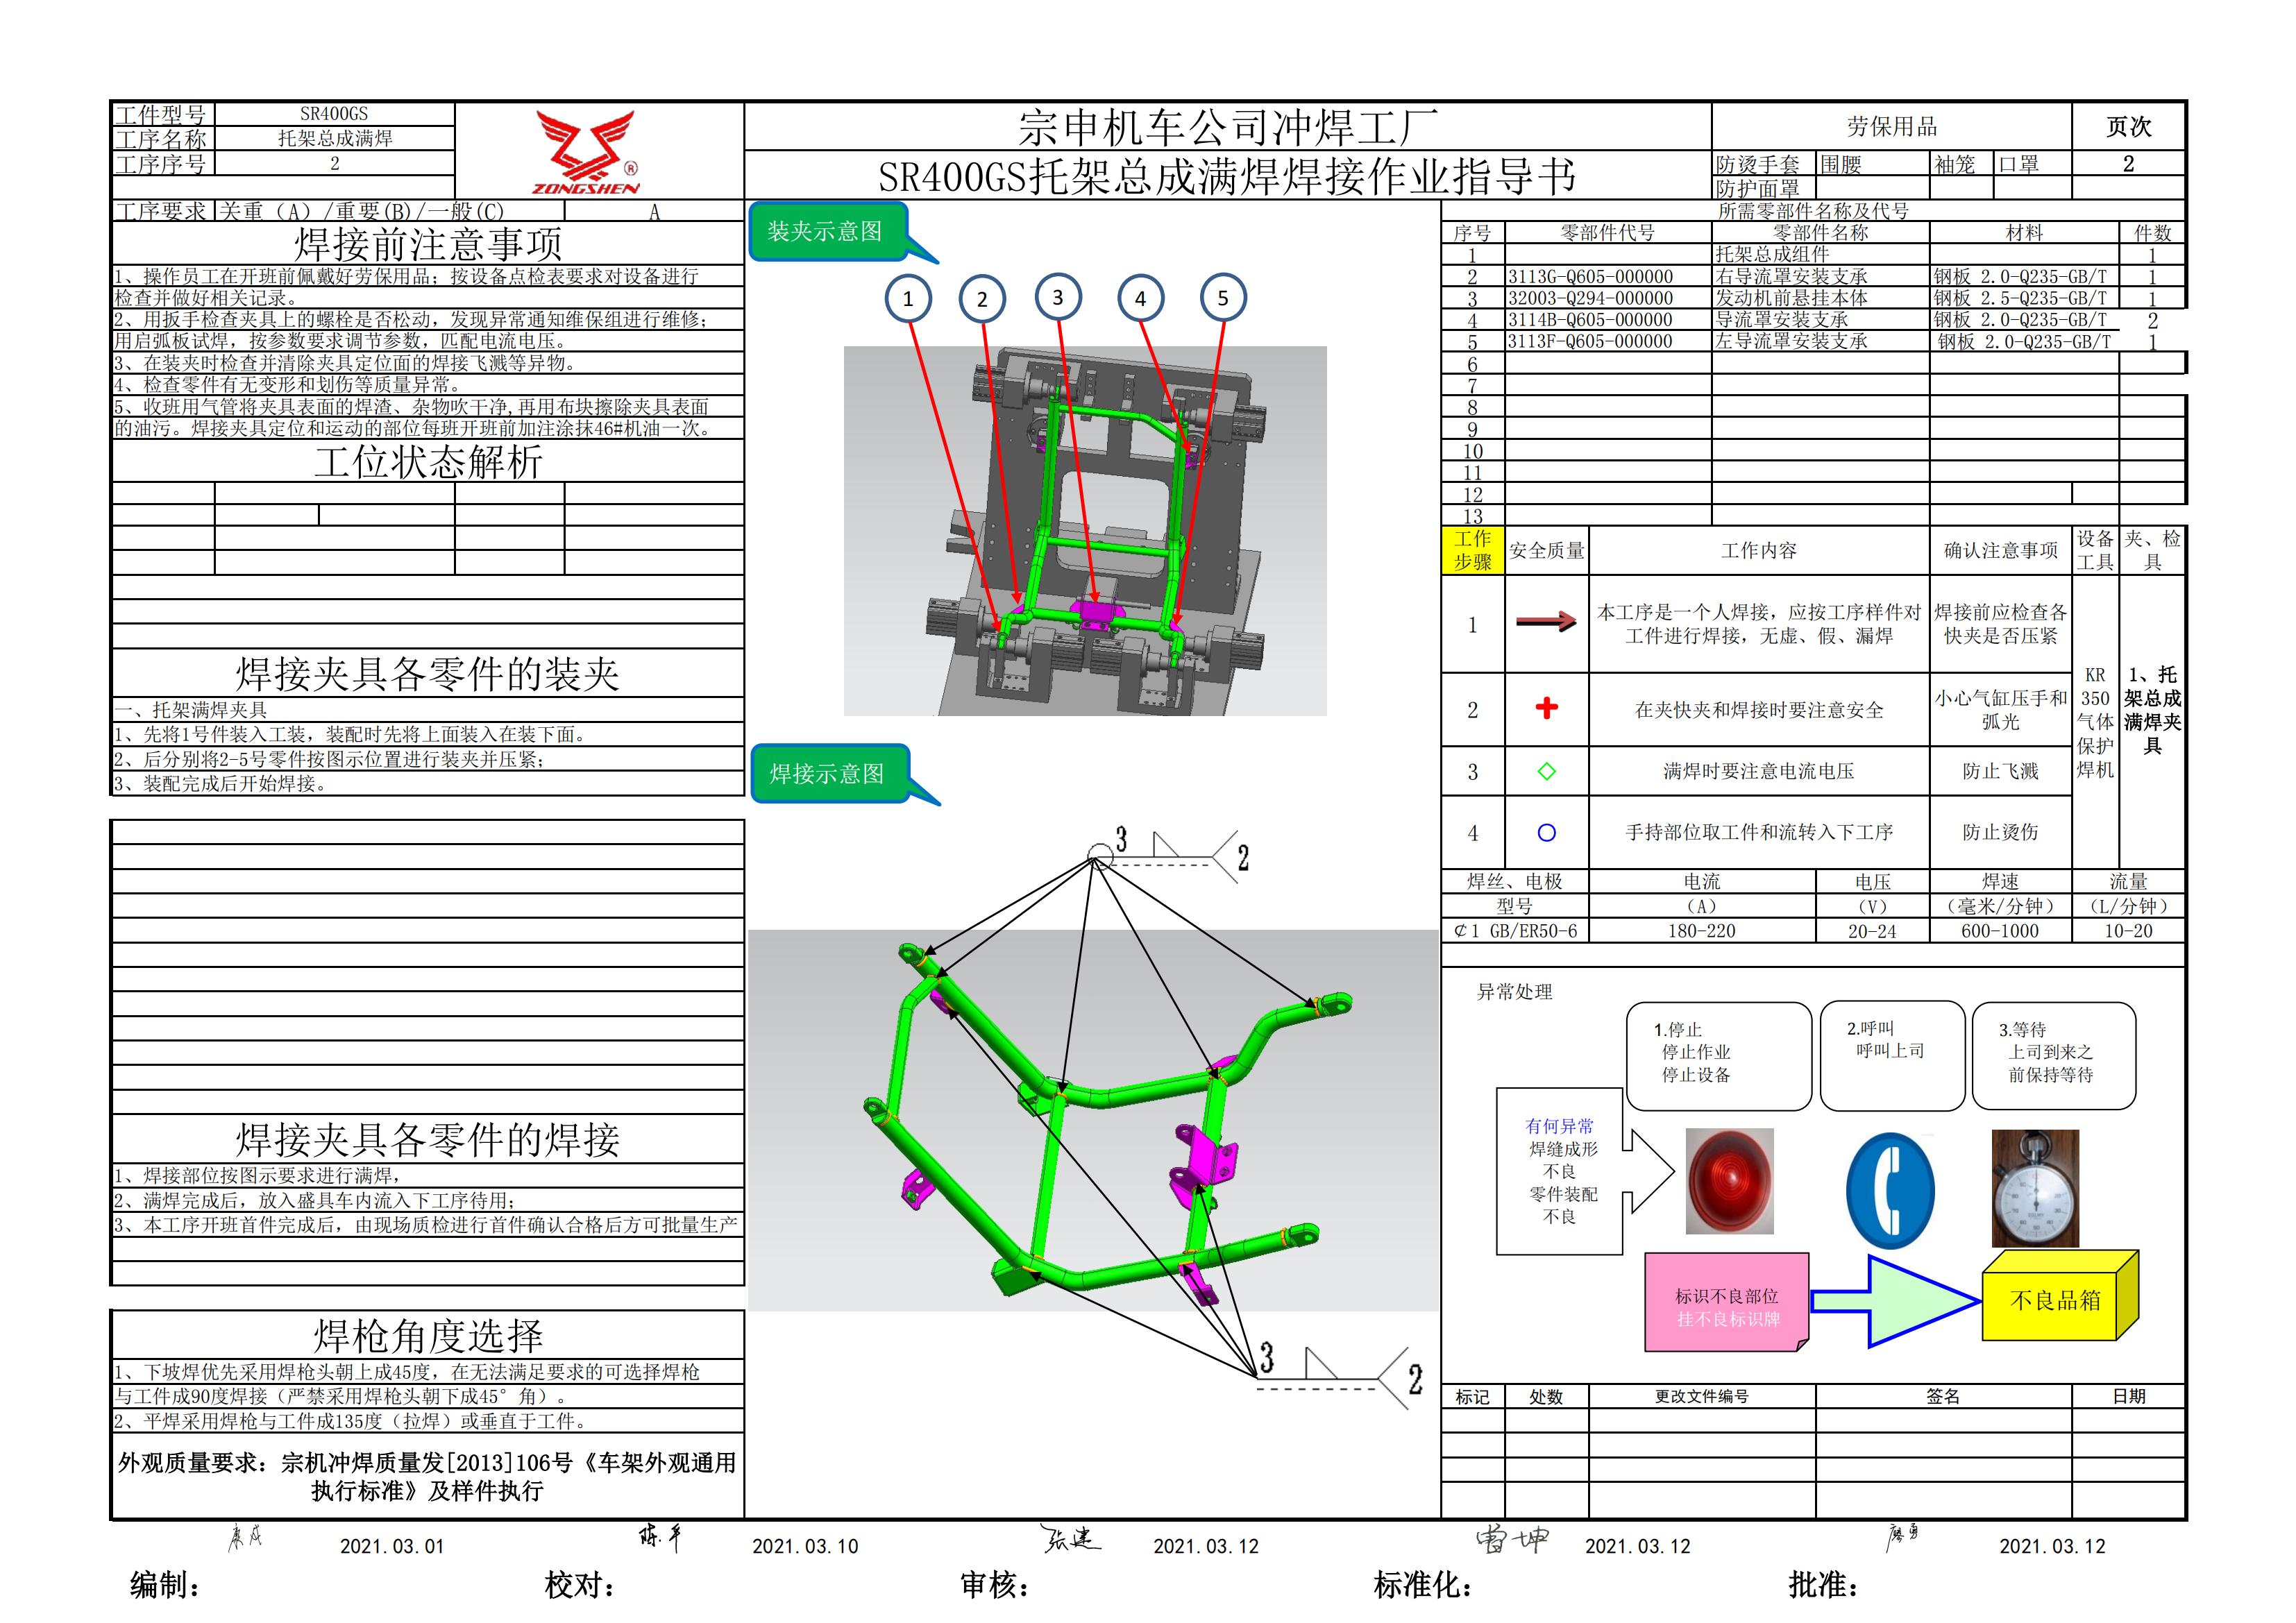 工件型号 SR400GS
工序名称 托架总成满焊
工序序号 2
ZONGSHEN ®
宗申机车公司冲焊工厂
SR400GS托架总成满焊焊接作业指导书
劳保用品 页次
防烫手套 围腰 袖笼 口罩 2
防护面罩
工序要求 关重（A）/重要(B)/一般(C) A
焊接前注意事项
1、操作员工在开班前佩戴好劳保用品；按设备点检表要求对设备进行
检查并做好相关记录。
2、用扳手检查夹具上的螺栓是否松动，发现异常通知维保组进行维修；
用启弧板试焊，按参数要求调节参数，匹配电流电压。
3、在装夹时检查并清除夹具定位面的焊接飞溅等异物。
4、检查零件有无变形和划伤等质量异常。
5、收班用气管将夹具表面的焊渣、杂物吹干净,再用布块擦除夹具表面
的油污。焊接夹具定位和运动的部位每班开班前加注涂抹46#机油一次。
工位状态解析
焊接夹具各零件的装夹
一、托架满焊夹具
1、先将1号件装入工装，装配时先将上面装入在装下面。
2、后分别将2-5号零件按图示位置进行装夹并压紧；
3、装配完成后开始焊接。
焊接夹具各零件的焊接
1、焊接部位按图示要求进行满焊，
2、满焊完成后，放入盛具车内流入下工序待用；
3、本工序开班首件完成后，由现场质检进行首件确认合格后方可批量生产
焊枪角度选择
1、下坡焊优先采用焊枪头朝上成45度，在无法满足要求的可选择焊枪
与工件成90度焊接（严禁采用焊枪头朝下成45°角）。
2、平焊采用焊枪与工件成135度（拉焊）或垂直于工件。
外观质量要求：宗机冲焊质量发[2013]106号《车架外观通用
执行标准》及样件执行
装夹示意图
1 2 3 4 5
焊接示意图
3 2
3 2
所需零部件名称及代号
序号 零部件代号 零部件名称 材料 件数
1 托架总成组件 1
2 3113G-Q605-000000 右导流罩安装支承 钢板 2.0-Q235-GB/T 1
3 32003-Q294-000000 发动机前悬挂本体 钢板 2.5-Q235-GB/T 1
4 3114B-Q605-000000 导流罩安装支承 钢板 2.0-Q235-GB/T 2
5 3113F-Q605-000000 左导流罩安装支承 钢板 2.0-Q235-GB/T 1
6
7
8
9
10
11
12
13
工作步骤 安全质量 工作内容 确认注意事项 设备工具 夹、检具
1 本工序是一个人焊接，应按工序样件对工件进行焊接，无虚、假、漏焊 焊接前应检查各快夹是否压紧
2 在夹快夹和焊接时要注意安全 小心气缸压手和弧光
3 满焊时要注意电流电压 防止飞溅
4 手持部位取工件和流转入下工序 防止烫伤
KR350气体保护焊机
1、托架总成满焊夹具
焊丝、电极 电流 电压 焊速 流量
型号 （A） （V） （毫米/分钟） （L/分钟）
¢1 GB/ER50-6 180-220 20-24 600-1000 10-20
异常处理
1.停止
停止作业
停止设备
2.呼叫
呼叫上司
3.等待
上司到来之
前保持等待
有何异常
焊缝成形
不良
零件装配
不良
标识不良部位
挂不良标识牌
不良品箱
标记 处数 更改文件编号 签名 日期
2021.03.01 陈平 2021.03.10 张建 2021.03.12 雷坤 2021.03.12 廖勇 2021.03.12
编制： 校对： 审核： 标准化： 批准：